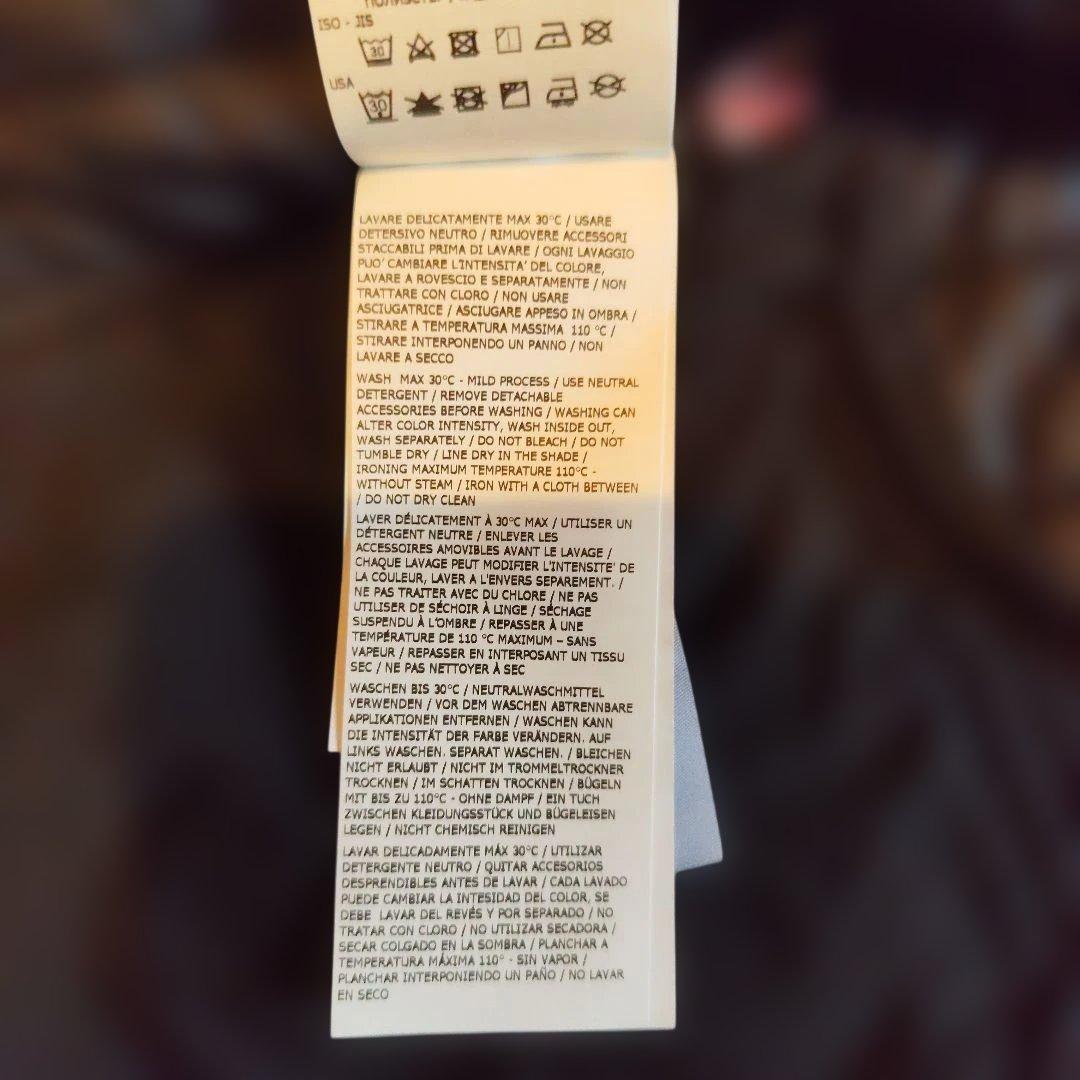 ISO - JIS
30
USA
30
LAVARE DELICATAMENTE MAX 30°C / USARE
DETERSIVO NEUTRO / RIMUOVERE ACCESSORI
STACCABILI PRIMA DI LAVARE / OGNI LAVAGGIO
PUO' CAMBIARE L'INTENSITA' DEL COLORE,
LAVARE A ROVESCIO E SEPARATAMENTE / NON
TRATTARE CON CLORO / NON USARE
ASCIUGATRICE / ASCIUGARE APPESO IN OMBRA /
STIRARE A TEMPERATURA MASSIMA 110 °C /
STIRARE INTERPONENDO UN PANNO / NON
LAVARE A SECCO
WASH MAX 30°C - MILD PROCESS / USE NEUTRAL
DETERGENT / REMOVE DETACHABLE
ACCESSORIES BEFORE WASHING / WASHING CAN
ALTER COLOR INTENSITY, WASH INSIDE OUT,
WASH SEPARATELY / DO NOT BLEACH / DO NOT
TUMBLE DRY / LINE DRY IN THE SHADE /
IRONING MAXIMUM TEMPERATURE 110°C -
WITHOUT STEAM / IRON WITH A CLOTH BETWEEN
/ DO NOT DRY CLEAN
LAVER DÉLICATEMENT À 30°C MAX / UTILISER UN
DÉTERGENT NEUTRE / ENLEVER LES
ACCESSOIRES AMOVIBLES AVANT LE LAVAGE /
CHAQUE LAVAGE PEUT MODIFIER L'INTENSITE' DE
LA COULEUR, LAVER A L'ENVERS SEPAREMENT. /
NE PAS TRAITER AVEC DU CHLORE / NE PAS
UTILISER DE SÉCHOIR À LINGE / SÉCHAGE
SUSPENDU À L'OMBRE / REPASSER À UNE
TEMPÉRATURE DE 110 °C MAXIMUM – SANS
VAPEUR / REPASSER EN INTERPOSANT UN TISSU
SEC / NE PAS NETTOYER À SEC
WASCHEN BIS 30°C / NEUTRALWASCHMITTEL
VERWENDEN / VOR DEM WASCHEN ABTRENNBARE
APPLIKATIONEN ENTFERNEN / WASCHEN KANN
DIE INTENSITÄT DER FARBE VERÄNDERN. AUF
LINKS WASCHEN. SEPARAT WASCHEN. / BLEICHEN
NICHT ERLAUBT / NICHT IM TROMMELTROCKNER
TROCKNEN / IM SCHATTEN TROCKNEN / BÜGELN
MIT BIS ZU 110°C - OHNE DAMPF / EIN TUCH
ZWISCHEN KLEIDUNGSSTÜCK UND BÜGELEISEN
LEGEN / NICHT CHEMISCH REINIGEN
LAVAR DELICADAMENTE MÁX 30°C / UTILIZAR
DETERGENTE NEUTRO / QUITAR ACCESORIOS
DESPRENDIBLES ANTES DE LAVAR / CADA LAVADO
PUEDE CAMBIAR LA INTESIDAD DEL COLOR, SE
DEBE LAVAR DEL REVÉS Y POR SEPARADO / NO
TRATAR CON CLORO / NO UTILIZAR SECADORA /
SECAR COLGADO EN LA SOMBRA / PLANCHAR A
TEMPERATURA MÁXIMA 110° - SIN VAPOR /
PLANCHAR INTERPONIENDO UN PAÑO / NO LAVAR
EN SECO